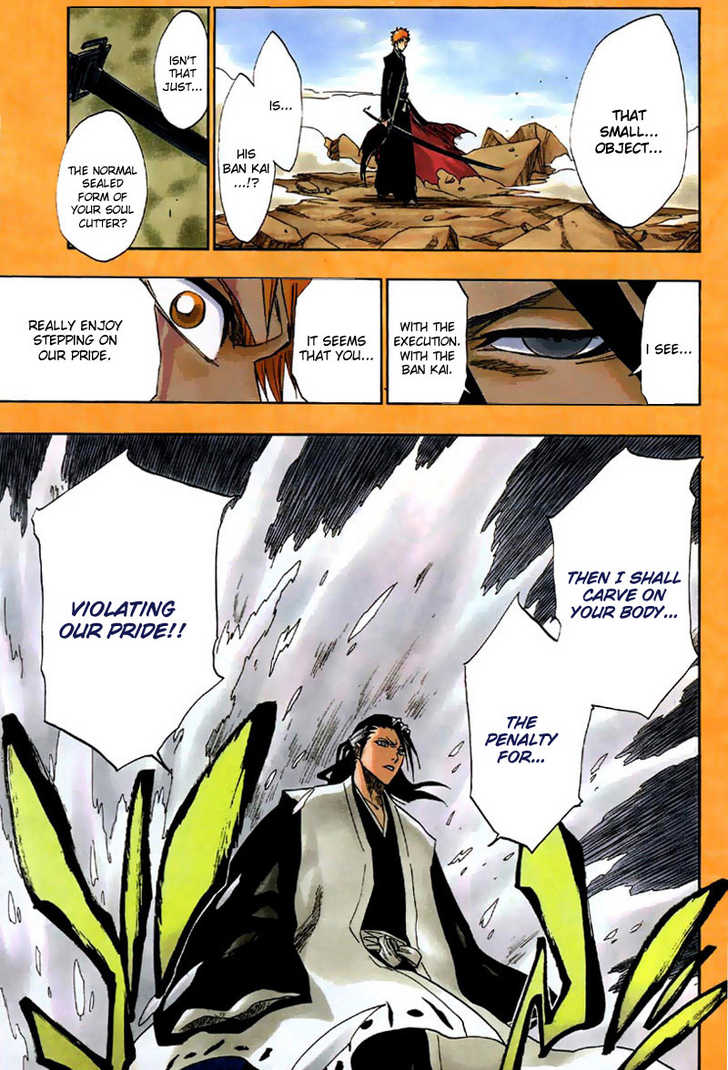 THAT
SMALL...
OBJECT...
IS...
HIS
BAN KAI
...!?
ISN'T
THAT
JUST...
THE NORMAL
SEALED
FORM OF
YOUR SOUL
CUTTER?
I SEE...
WITH THE
EXECUTION.
WITH THE
BAN KAI.
IT SEEMS
THAT YOU...
REALLY ENJOY
STEPPING ON
OUR PRIDE.
THEN I SHALL
CARVE ON
YOUR BODY...
THE
PENALTY
FOR...
VIOLATING
OUR PRIDE!!